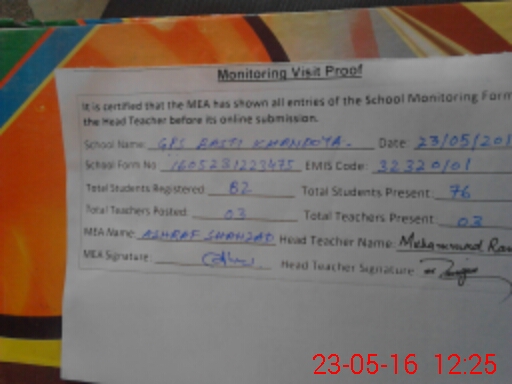 Monitoring Visit Proof
It is certified that the MEA has shown all entries of the School Monitoring Form
the Head Teacher before its online submission.
School Name: GPS BASTI KHANDOYA. Date: 23/05/201
School Form No 1605231223475 EMIS Code: 32320101
Total Students Registered: 82 Total Students Present: 76
Total Teachers Posted: 03 Total Teachers Present: 03
MEA Name: ASHRAF SHAHZAD Head Teacher Name: Muhammad
MEA Signature: Head Teacher Signature
23-05-16 12:25